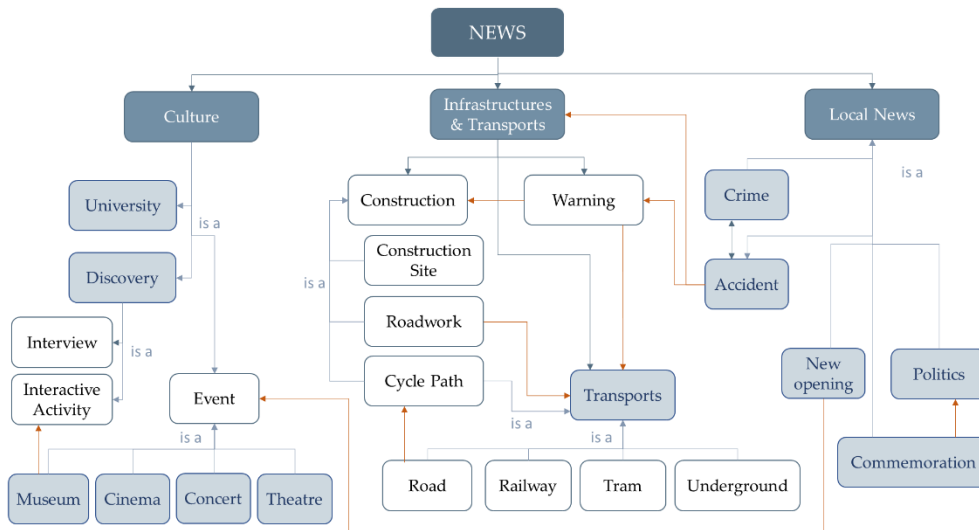 NEWS
Culture
Infrastructures
& Transports
Local News
is a
University
is a
Construction
Warning
Crime
Discovery
Construction
Site
is a
Accident
Interview
is a
Roadwork
Interactive
Activity
Event
Cycle Path
is a
Transports
New
opening
Politics
is a
is a
Museum
Cinema
Concert
Theatre
Road
Railway
Tram
Underground
Commemoration